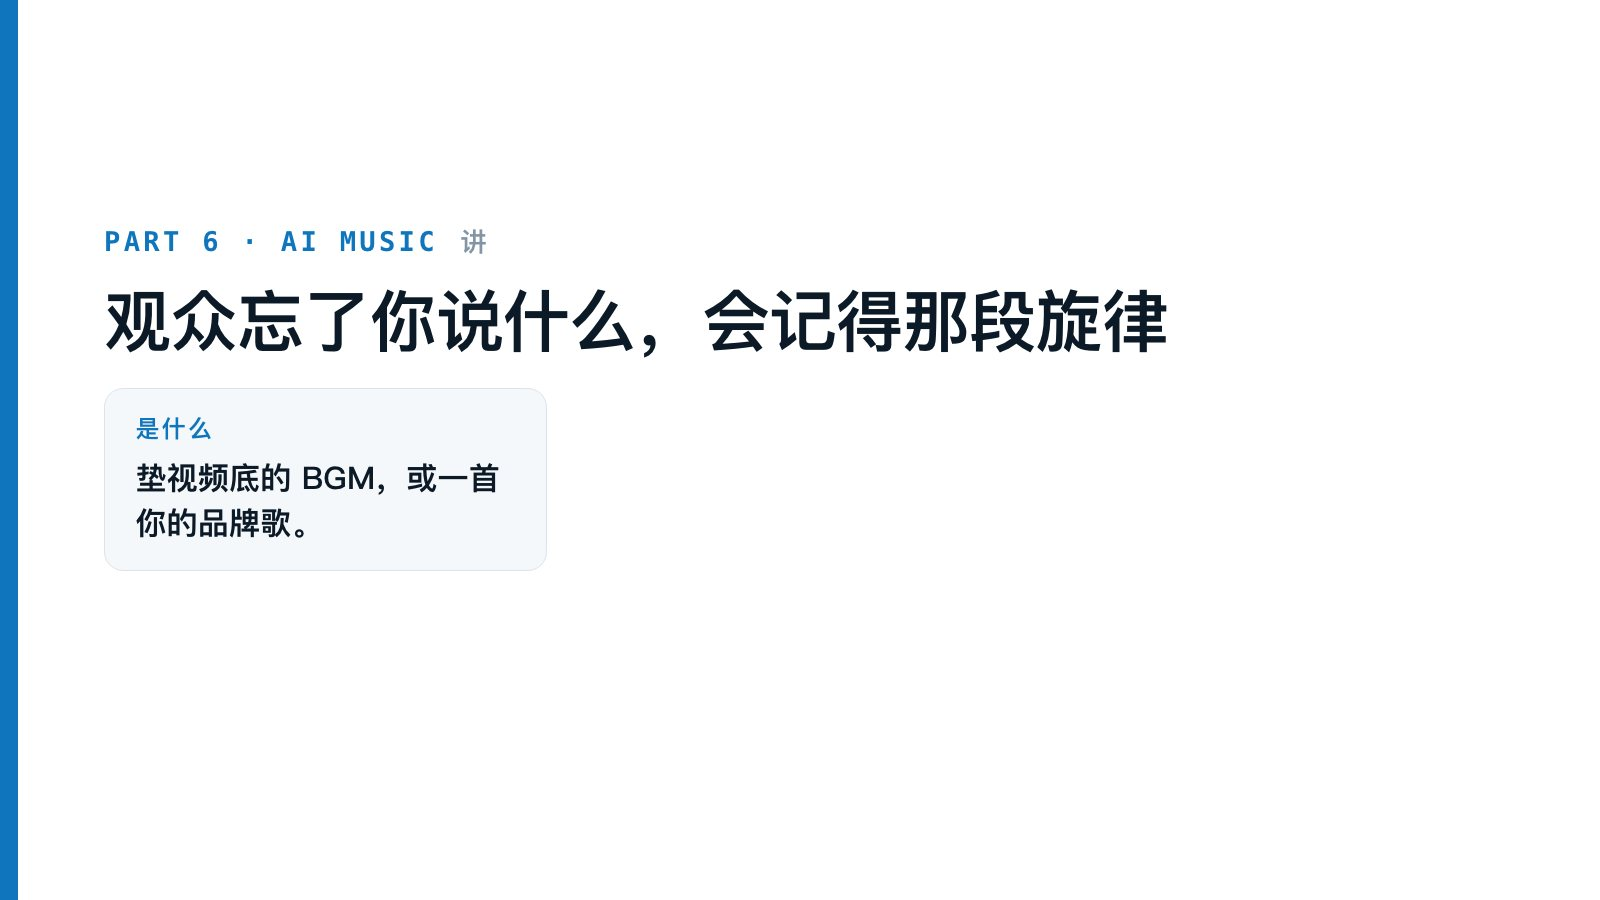 PART 6 · AI MUSIC 讲
观众忘了你说什么，会记得那段旋律
是什么
垫视频底的 BGM，或一首
你的品牌歌。